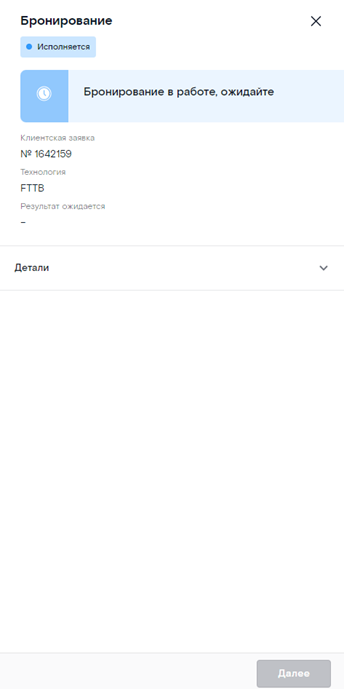 Бронирование
Исполняется
Бронирование в работе, ожидайте
Клиентская заявка
№ 1642159
Технология
FTTB
Результат ожидается
–
Детали
Далее